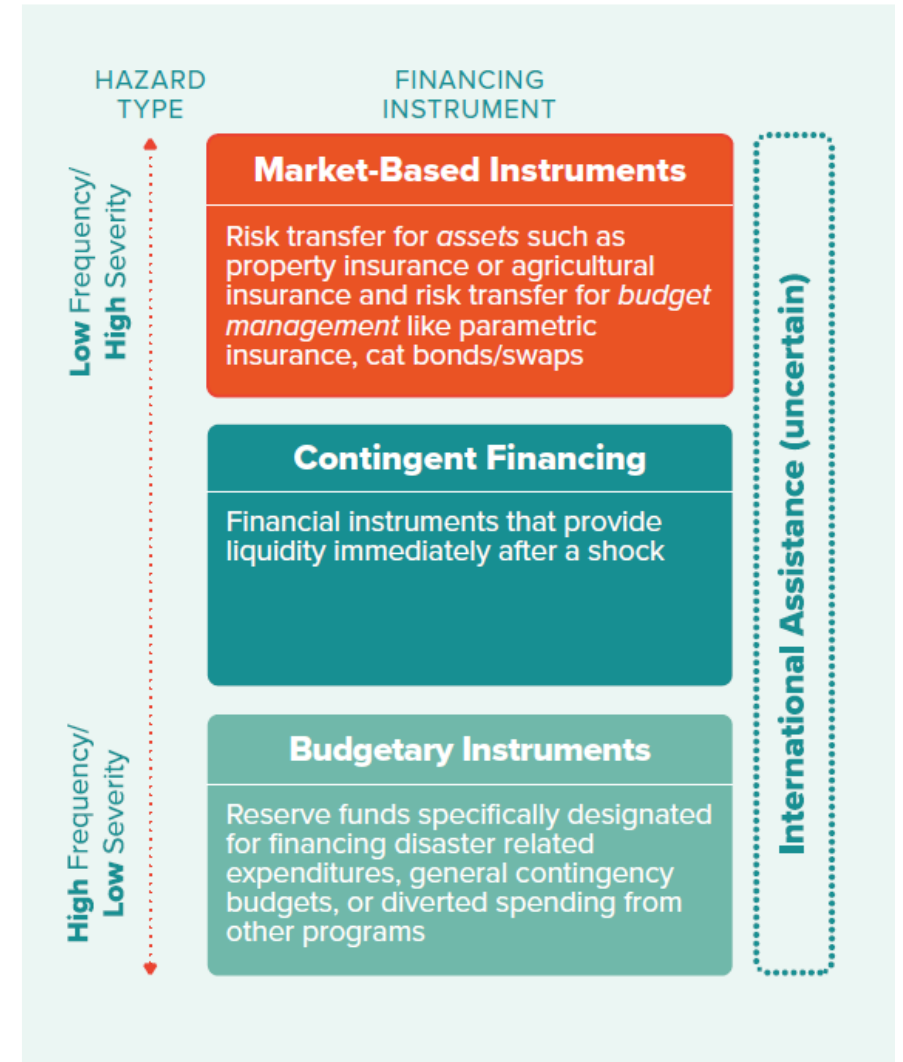 HAZARD
TYPE
FINANCING
INSTRUMENT
Low Frequency/
High Severity
Market-Based Instruments
Risk transfer for assets such as
property insurance or agricultural
insurance and risk transfer for budget
management like parametric
insurance, cat bonds/swaps
Contingent Financing
Financial instruments that provide
liquidity immediately after a shock
High Frequency/
Low Severity
Budgetary Instruments
Reserve funds specifically designated
for financing disaster related
expenditures, general contingency
budgets, or diverted spending from
other programs
International Assistance (uncertain)